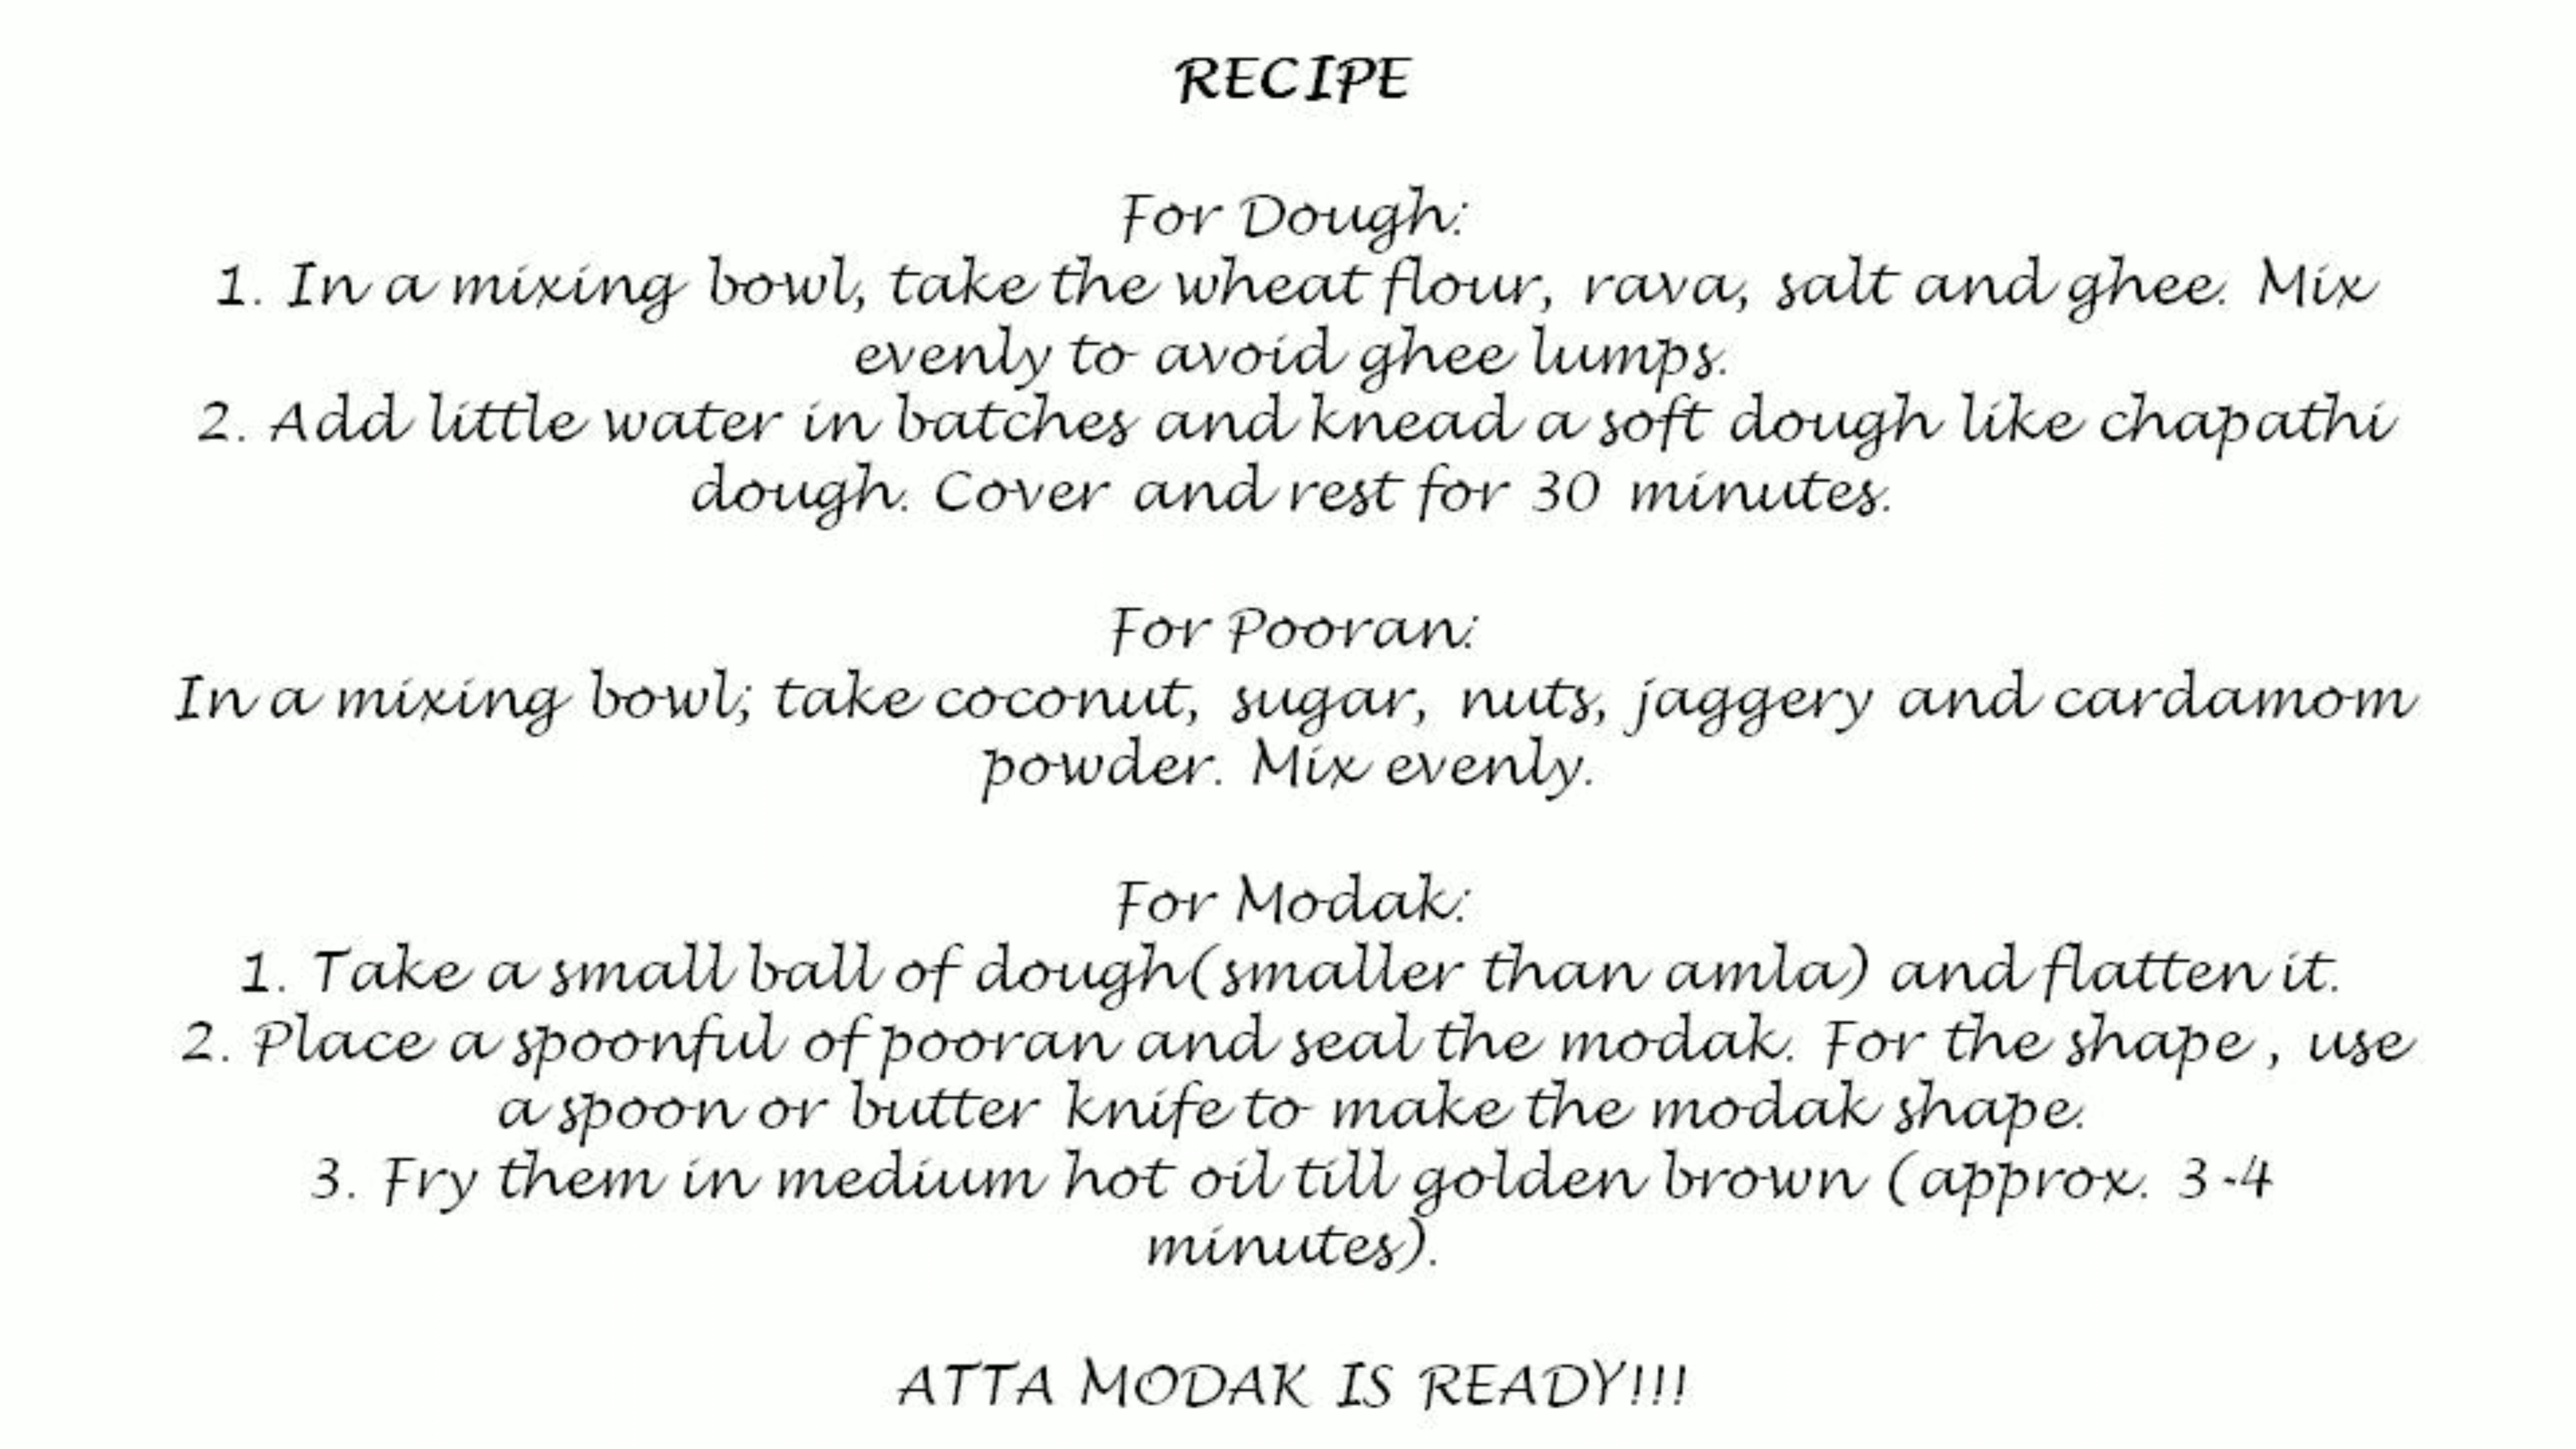 RECIPE
For Dough:
1. In a mixing bowl, take the wheat flour, rava, salt and ghee. Mix
evenly to avoid ghee lumps.
2. Add little water in batches and knead a soft dough like chapathi
dough. Cover and rest for 30 minutes.
For Pooran:
In a mixing bowl; take coconut, sugar, nuts, jaggery and cardamom
powder. Mix evenly.
For Modak:
1. Take a small ball of dough(smaller than amla) and flatten it.
2. Place a spoonful of pooran and seal the modak. For the shape , use
a spoon or butter knife to make the modak shape.
3. Fry them in medium hot oil till golden brown (approx. 3-4
minutes).
ATTA MODAK IS READY!!!